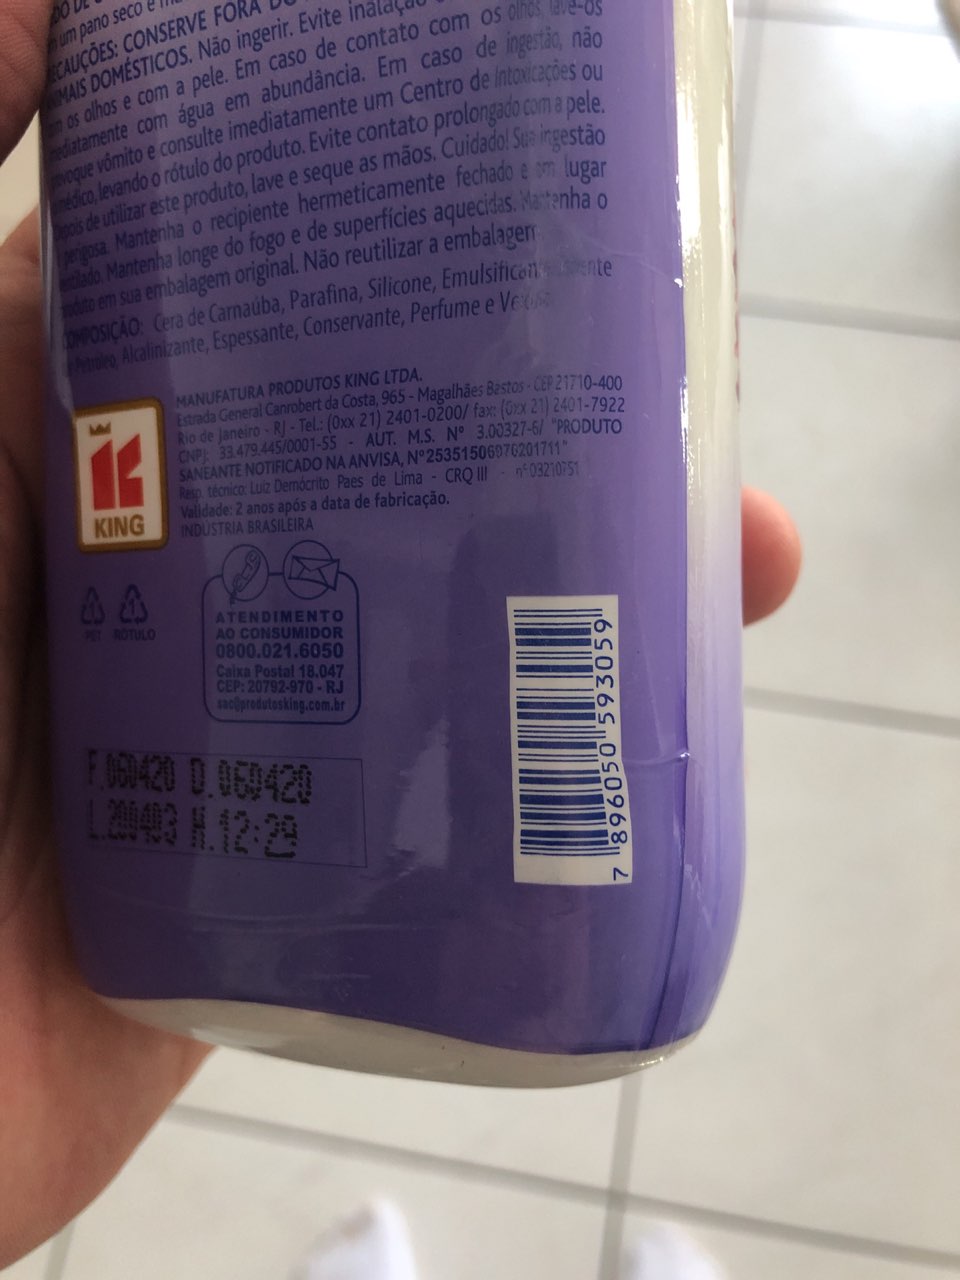 um pano seco e
PRECAUÇÕES: CONSERVE FORA DO
ANIMAIS DOMÉSTICOS. Não ingerir. Evite inalação
com os olhos e com a pele. Em caso de contato com os olhos, lave-os
imediatamente com água em abundância. Em caso de ingestão, não
provoque vômito e consulte imediatamente um Centro de Intoxicações ou
médico, levando o rótulo do produto. Evite contato prolongado com a pele.
Depois de utilizar este produto, lave e seque as mãos. Cuidado! Sua ingestão
é perigosa. Mantenha o recipiente hermeticamente fechado e em lugar
ventilado. Mantenha longe do fogo e de superfícies aquecidas. Mantenha o
produto em sua embalagem original. Não reutilizar a embalagem
COMPOSIÇÃO: Cera de Carnaúba, Parafina, Silicone,
Petróleo, Alcalinizante, Espessante, Conservante, Perfume e
MANUFATURA PRODUTOS KING LTDA.
Estrada General Canrobert da Costa, 965 - Magalhães Bastos - CEP 21710-400
Rio de Janeiro - RJ - Tel.: (0xx 21) 2401-0200/ fax: (0xx 21) 2401-7922
CNPJ: 33.479.445/0001-55 - AUT. M.S. Nº 3.00327-6/ "PRODUTO
SANEANTE NOTIFICADO NA ANVISA, Nº
Resp. técnico: Luiz Demócrito Paes de Lima - CRQ III - nº 03210751
Validade: 2 anos após a data de fabricação.
INDÚSTRIA BRASILEIRA
KING
1 1
PET RÓTULO
ATENDIMENTO
AO CONSUMIDOR
0800.021.6050
Caixa Postal 18.047
CEP: 20792-970 - RJ
sac@produtosking.com.br
F.060420 D.060420
L.200403 H.12:29
7 896050 593059